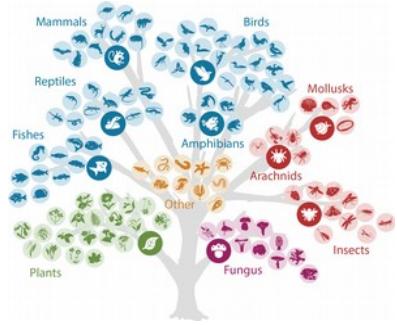 Mammals
Birds
Reptiles
Mollusks
Fishes
Amphibians
Arachnids
Other
Insects
Plants
Fungus